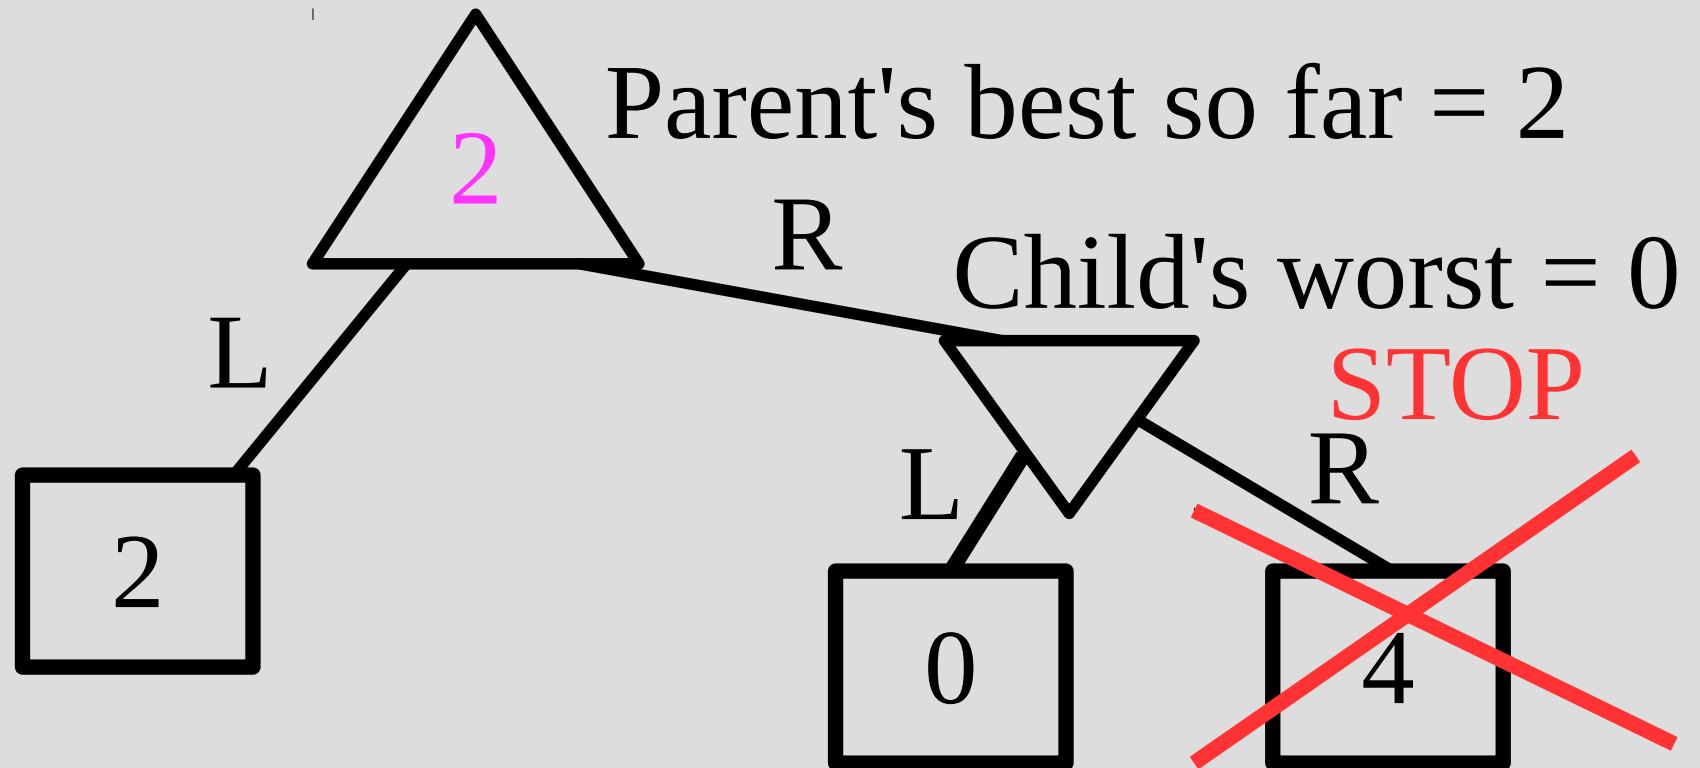 Parent's best so far = 2
2
R
Child's worst = 0
L
STOP
R
L
2
0
4